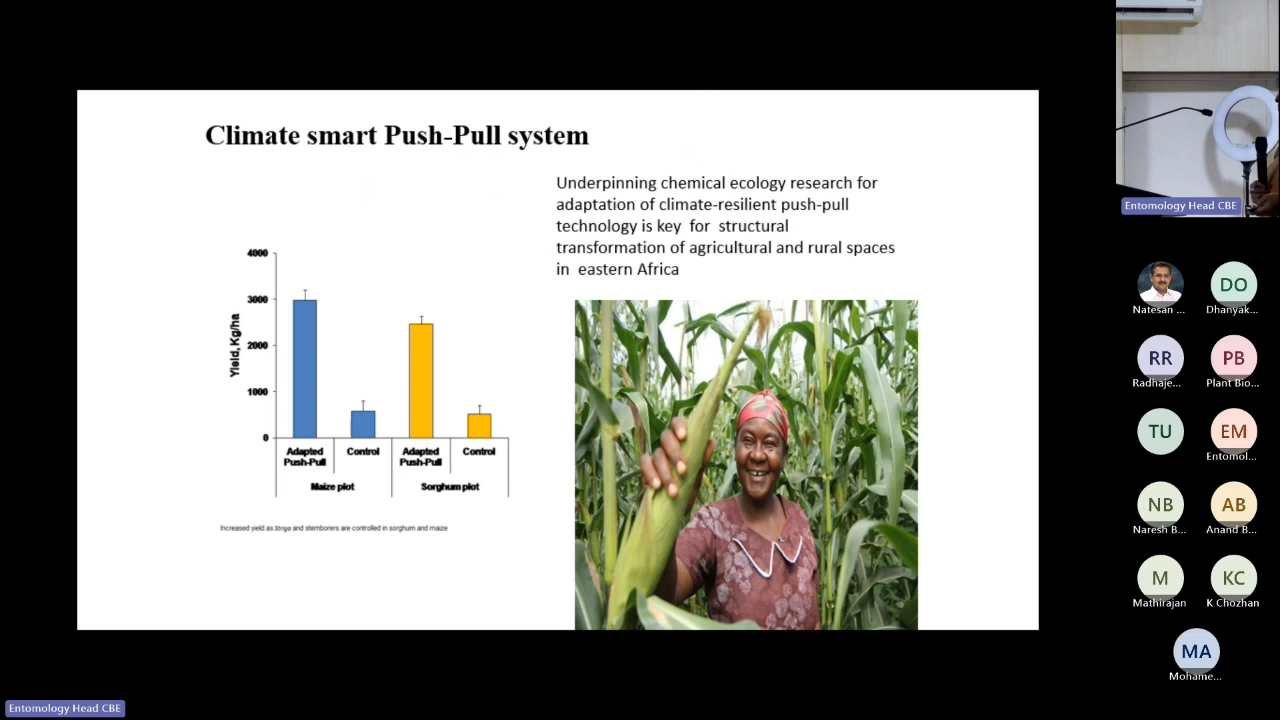 Climate smart Push-Pull system
Underpinning chemical ecology research for
adaptation of climate-resilient push-pull
technology is key for structural
transformation of agricultural and rural spaces
in eastern Africa
Yield, Kg/ha
4000
3000
2000
1000
0
Adapted
Push-Pull
Control
Adapted
Push-Pull
Control
Maize plot
Sorghum plot
Increased yield as Striga and stemborers are controlled in sorghum and maize
Entomology Head CBE
Natesan ...
DO
Dhanyak...
RR
Radhaje...
PB
Plant Bio...
TU
EM
Entomol...
NB
Naresh B...
AB
Anand B...
M
Mathirajan
KC
K Chozhan
MA
Mohame...
Entomology Head CBE